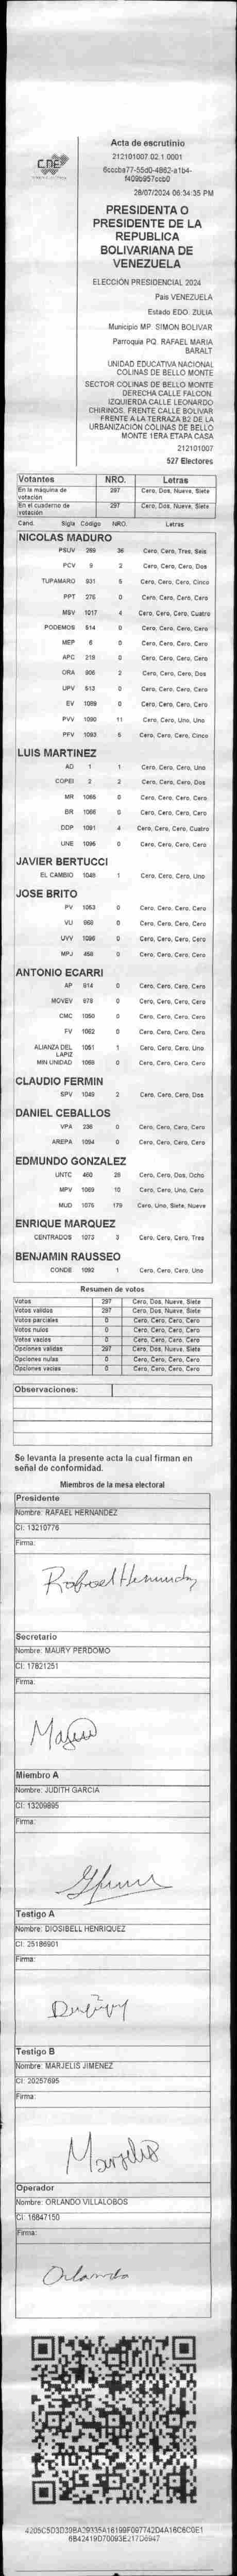 CDE
Acta de escrutinio
212101007.02.1.0001
6cccba77-55d0-4862-a1b4-
f409b957ccb0
28/07/2024 06:34:35 PM
PRESIDENTA O
PRESIDENTE DE LA
REPUBLICA
BOLIVARIANA DE
VENEZUELA
ELECCIÓN PRESIDENCIAL 2024
Pais VENEZUELA
Estado EDO. ZULIA
Municipio MP. SIMON BOLIVAR
Parroquia PQ. RAFAEL MARIA
BARALT
UNIDAD EDUCATIVA NACIONAL
COLINAS DE BELLO MONTE
SECTOR COLINAS DE BELLO MONTE
DERECHA CALLE FALCON.
IZQUIERDA CALLE LEONARDO
CHIRINOS. FRENTE CALLE BOLIVAR
FRENTE A LA TERRAZA B2 DE LA
URBANIZACIÓN COLINAS DE BELLO
MONTE 1ERA ETAPA CASA
212101007
527 Electores
Votantes NRO. Letras
En la máquina de votación 297 Cero, Dos, Nueve, Siete
En el cuaderno de votación 297 Cero, Dos, Nueve, Siete
Cand. Sigla Código NRO. Letras
NICOLAS MADURO
PSUV 289 36 Cero, Cero, Tres, Seis
PCV 9 2 Cero, Cero, Cero, Dos
TUPAMARO 931 5 Cero, Cero, Cero, Cinco
PPT 275 0 Cero, Cero, Cero, Cero
MSV 1017 4 Cero, Cero, Cero, Cuatro
PODEMOS 514 0 Cero, Cero, Cero, Cero
MEP 6 0 Cero, Cero, Cero, Cero
APC 219 0 Cero, Cero, Cero, Cero
ORA 906 2 Cero, Cero, Cero, Dos
UPV 513 0 Cero, Cero, Cero, Cero
EV 1089 0 Cero, Cero, Cero, Cero
PVV 1090 11 Cero, Cero, Uno, Uno
PFV 1093 5 Cero, Cero, Cero, Cinco
LUIS MARTINEZ
AD 1 1 Cero, Cero, Cero, Uno
COPEI 2 2 Cero, Cero, Cero, Dos
MR 1065 0 Cero, Cero, Cero, Cero
BR 1066 0 Cero, Cero, Cero, Cero
DDP 1091 4 Cero, Cero, Cero, Cuatro
UNE 1095 0 Cero, Cero, Cero, Cero
JAVIER BERTUCCI
EL CAMBIO 1048 1 Cero, Cero, Cero, Uno
JOSE BRITO
PV 1053 0 Cero, Cero, Cero, Cero
VU 968 0 Cero, Cero, Cero, Cero
UVV 1096 0 Cero, Cero, Cero, Cero
MPJ 458 0 Cero, Cero, Cero, Cero
ANTONIO ECARRI
AP 914 0 Cero, Cero, Cero, Cero
MOVEV 979 0 Cero, Cero, Cero, Cero
CMC 1050 0 Cero, Cero, Cero, Cero
FV 1062 0 Cero, Cero, Cero, Cero
ALIANZA DEL LAPIZ 1051 1 Cero, Cero, Cero, Uno
MIN UNIDAD 1069 0 Cero, Cero, Cero, Cero
CLAUDIO FERMIN
SPV 1049 2 Cero, Cero, Cero, Dos
DANIEL CEBALLOS
VPA 236 0 Cero, Cero, Cero, Cero
AREPA 1094 0 Cero, Cero, Cero, Cero
EDMUNDO GONZALEZ
UNTC 460 28 Cero, Cero, Dos, Ocho
MPV 1069 10 Cero, Cero, Uno, Cero
MUD 1076 179 Cero, Uno, Siete, Nueve
ENRIQUE MARQUEZ
CENTRADOS 1073 3 Cero, Cero, Cero, Tres
BENJAMIN RAUSSEO
CONDE 1092 1 Cero, Cero, Cero, Uno
Resumen de votos
Votos 297 Cero, Dos, Nueve, Siete
Votos validos 297 Cero, Dos, Nueve, Siete
Votos parciales 0 Cero, Cero, Cero, Cero
Votos nulos 0 Cero, Cero, Cero, Cero
Votos vacios 0 Cero, Cero, Cero, Cero
Opciones validas 297 Cero, Dos, Nueve, Siete
Opciones nulas 0 Cero, Cero, Cero, Cero
Opciones vacias 0 Cero, Cero, Cero, Cero
Observaciones:
Se levanta la presente acta la cual firman en
señal de conformidad.
Miembros de la mesa electoral
Presidente
Nombre: RAFAEL HERNANDEZ
CI: 13210776
Firma:
Rafael Hernandez
Secretario
Nombre: MAURY PERDOMO
CI: 17821251
Firma:
Miembro A
Nombre: JUDITH GARCIA
CI: 13209895
Firma:
Testigo A
Nombre: DIOSIBELL HENRIQUEZ
CI: 25186901
Firma:
Testigo B
Nombre: MARJELIS JIMENEZ
CI: 20257695
Firma:
Marjelis
Operador
Nombre: ORLANDO VILLALOBOS
CI: 16847150
Firma:
Orlando